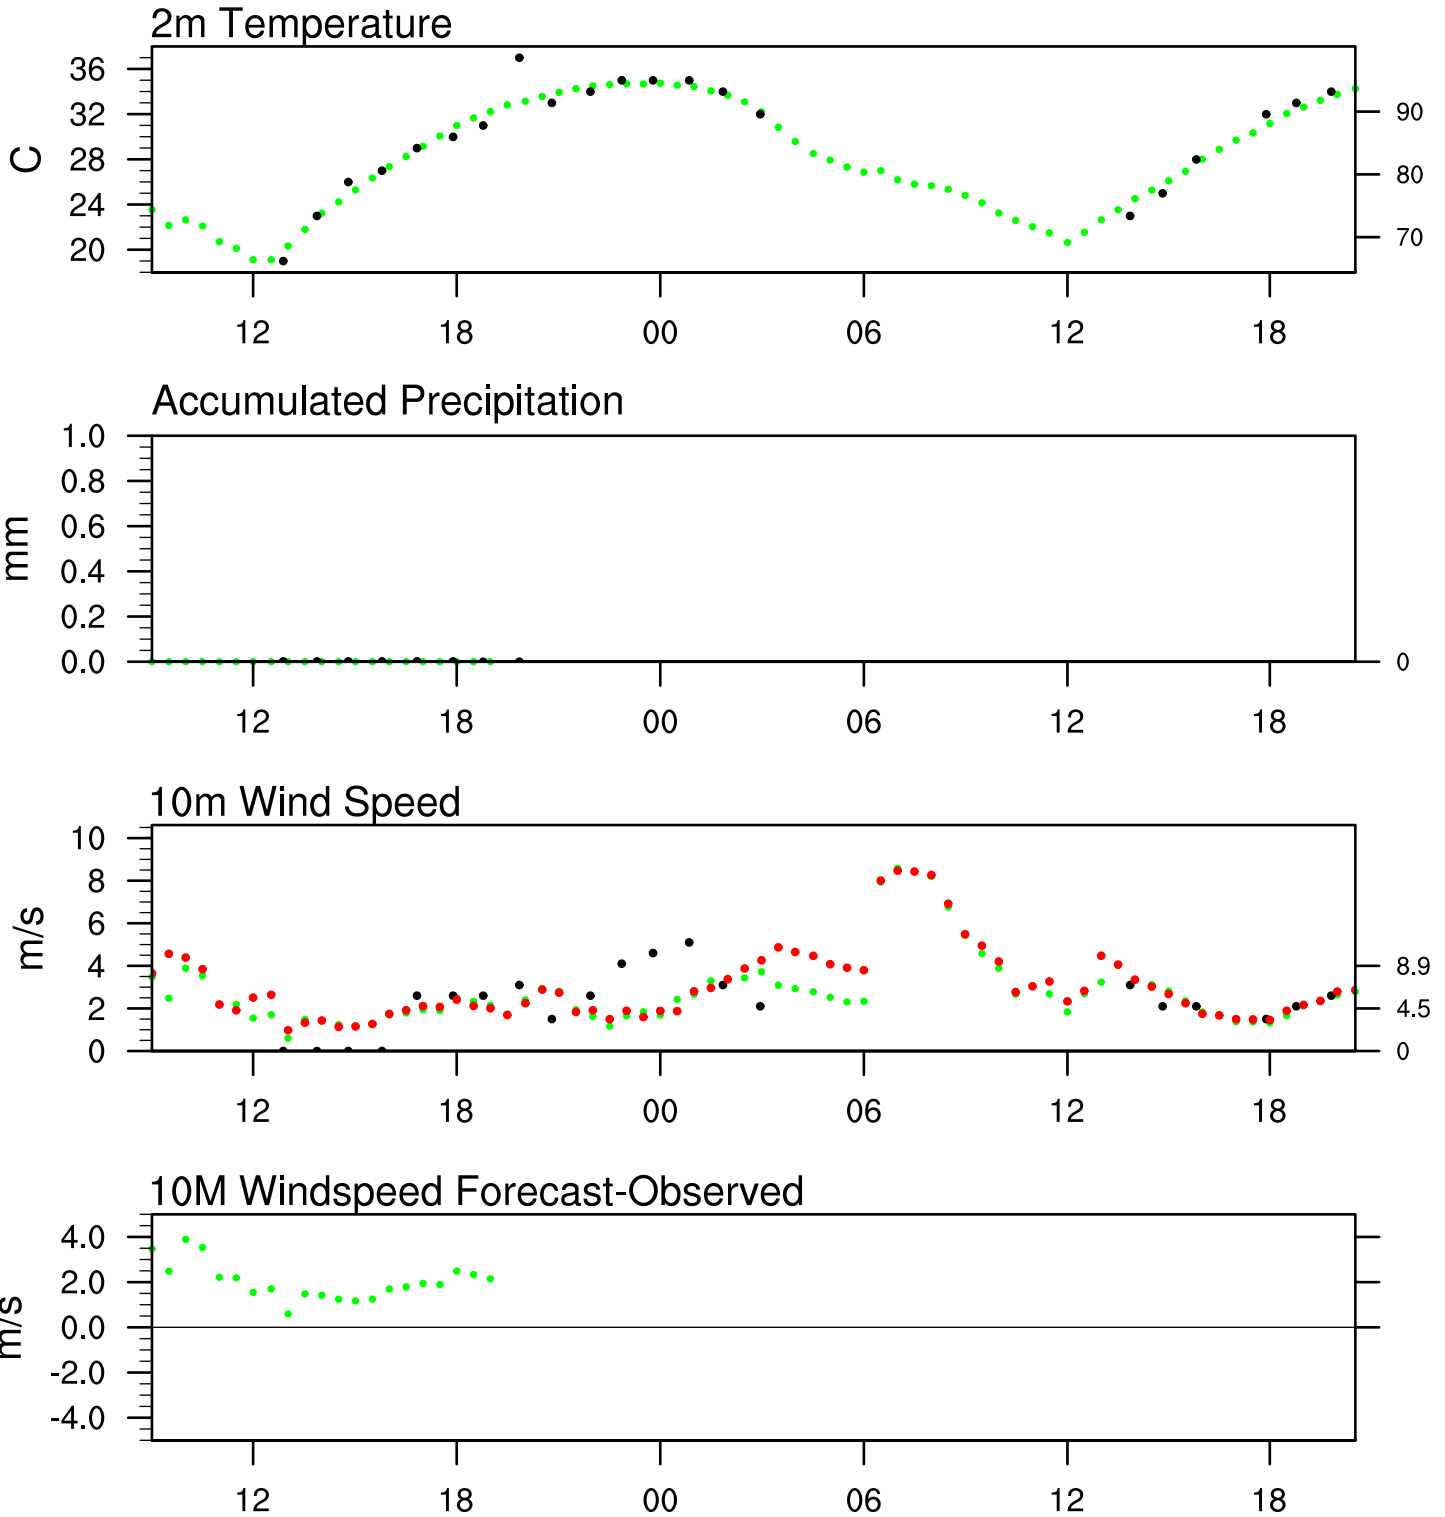 2m Temperature
36
32
28
24
20
C
90
80
70
12 18 00 06 12 18
Accumulated Precipitation
1.0
0.8
0.6
0.4
0.2
0.0
mm
0
12 18 00 06 12 18
10m Wind Speed
10
8
6
4
2
0
m/s
8.9
4.5
0
12 18 00 06 12 18
10M Windspeed Forecast-Observed
4.0
2.0
0.0
-2.0
-4.0
m/s
12 18 00 06 12 18